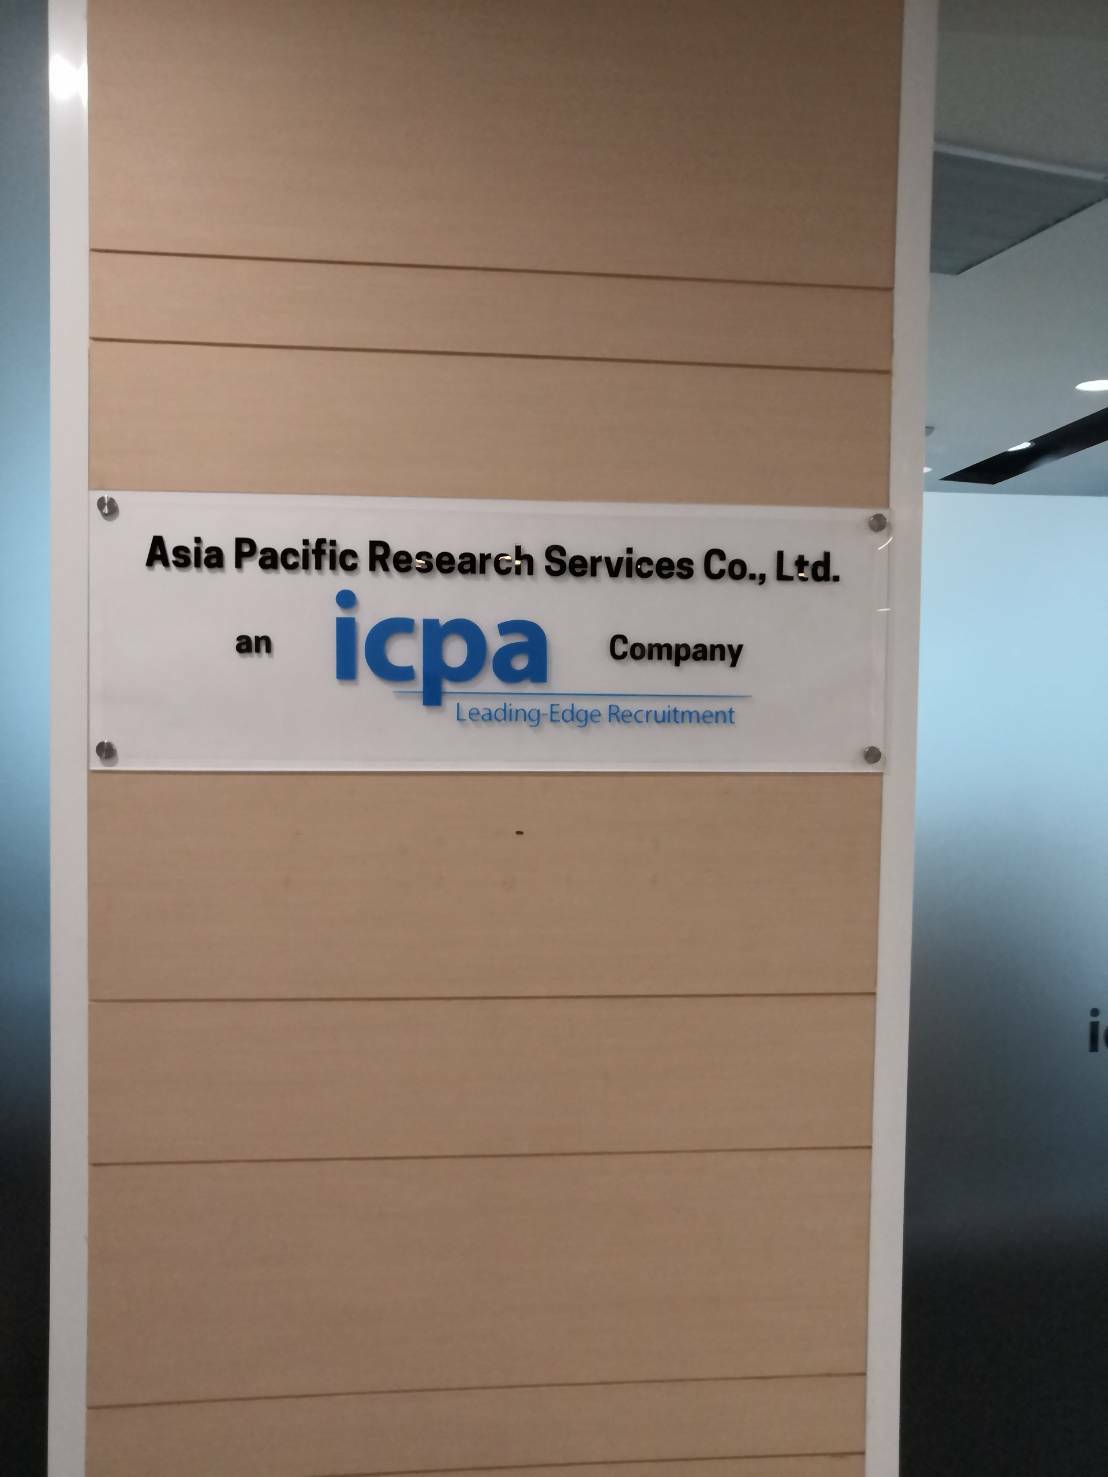 Asia Pacific Research Services Co., Ltd.
an icpa Company
Leading-Edge Recruitment